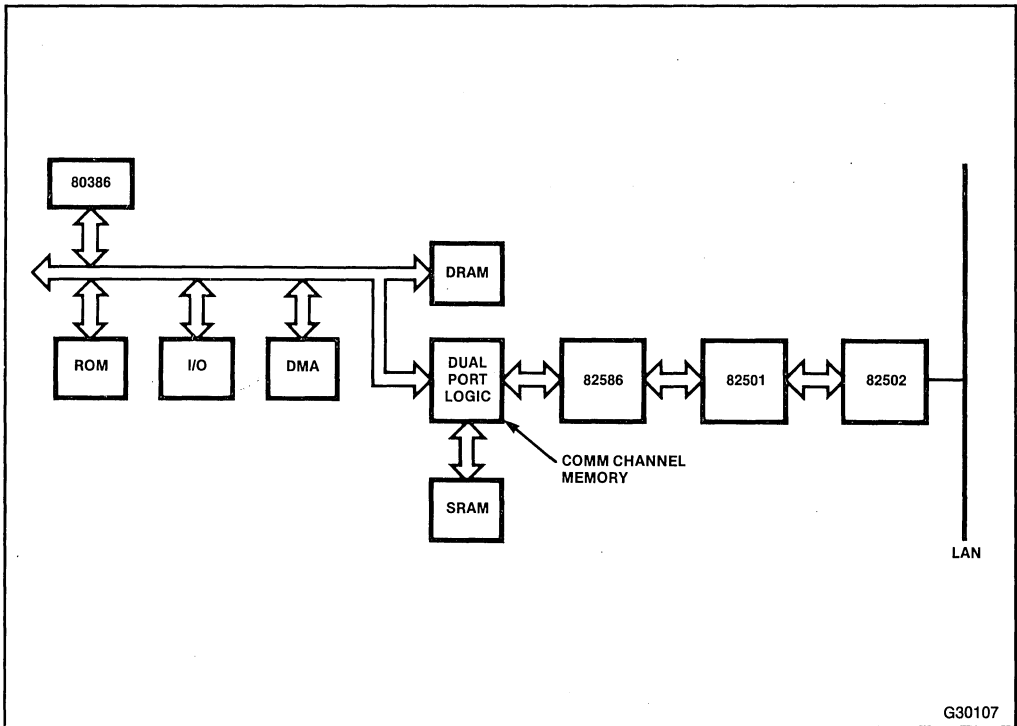 80386
DRAM
ROM
I/O
DMA
DUAL
PORT
LOGIC
82586
82501
82502
COMM CHANNEL
MEMORY
SRAM
LAN
G30107